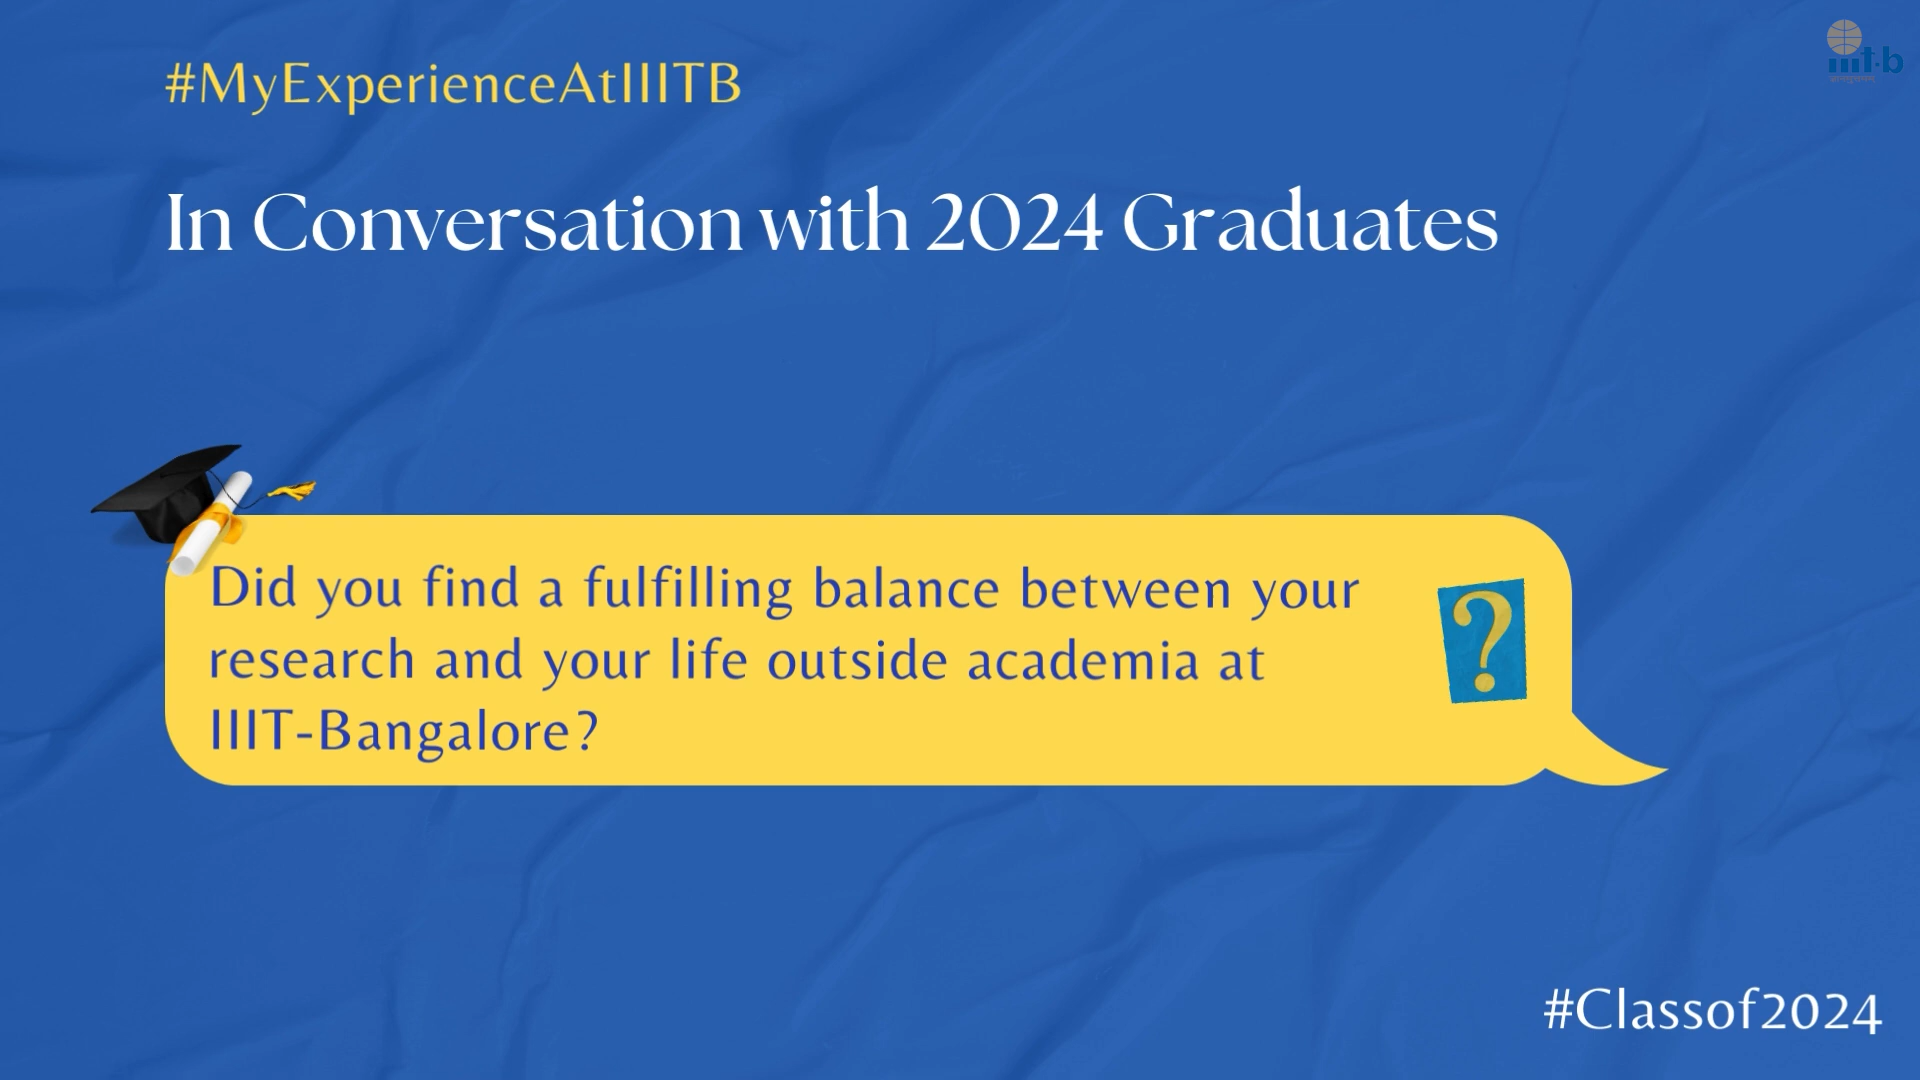 #MyExperienceAtIIITB
iiit-b
In Conversation with 2024 Graduates
Did you find a fulfilling balance between your
research and your life outside academia at
IIIT-Bangalore?
?
#Classof2024